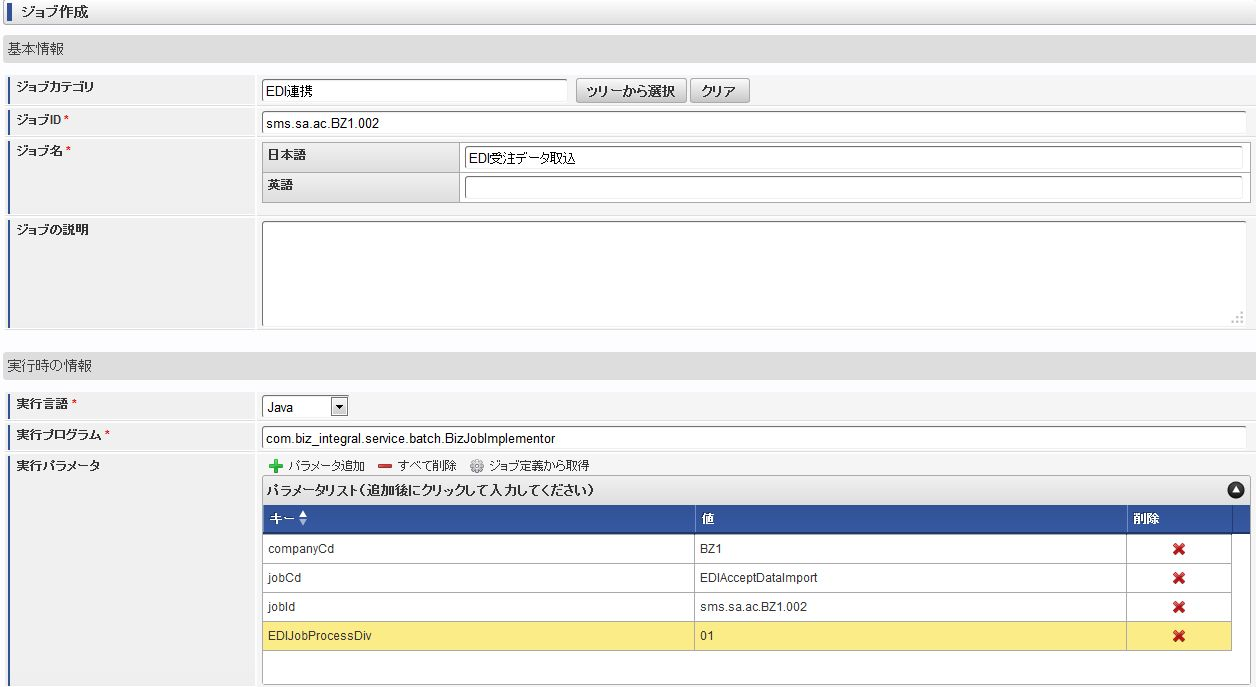 ジョブ作成
基本情報
ジョブカテゴリ
EDI連携 ツリーから選択 クリア
ジョブID *
sms.sa.ac.BZ1.002
ジョブ名 *
日本語 EDI受注データ取込
英語
ジョブの説明
実行時の情報
実行言語 *
Java
実行プログラム *
com.biz_integral.service.batch.BizJobImplementor
実行パラメータ
パラメータ追加 すべて削除 ジョブ定義から取得
パラメータリスト(追加後にクリックして入力してください)
キー 値 削除
companyCd BZ1
jobCd EDIAcceptDataImport
jobId sms.sa.ac.BZ1.002
EDIJobProcessDiv 01